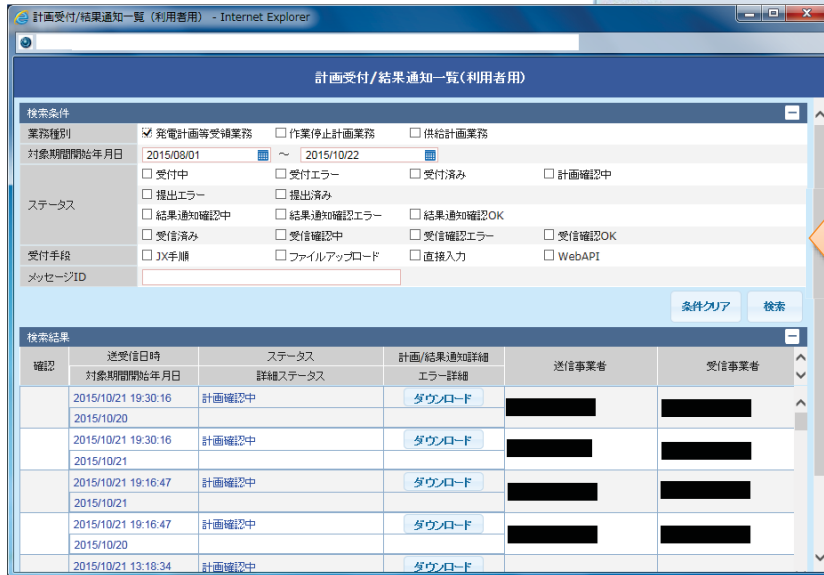 計画受付/結果通知一覧（利用者用） - Internet Explorer
計画受付/結果通知一覧(利用者用)
検索条件
業務種別 発電計画等受領業務 作業停止計画業務 供給計画業務
対象期間開始年月日 2015/08/01 ～ 2015/10/22
ステータス
受付中 受付エラー 受付済み 計画確認中
提出エラー 提出済み
結果通知確認中 結果通知確認エラー 結果通知確認OK
受信済み 受信確認中 受信確認エラー 受信確認OK
受付手段 JX手順 ファイルアップロード 直接入力 WebAPI
メッセージID
条件クリア 検索
検索結果
確認 送受信日時 ステータス 計画/結果通知詳細 送信事業者 受信事業者
対象期間開始年月日 詳細ステータス エラー詳細
2015/10/21 19:30:16 計画確認中 ダウンロード
2015/10/20
2015/10/21 19:30:16 計画確認中 ダウンロード
2015/10/21
2015/10/21 19:16:47 計画確認中 ダウンロード
2015/10/21
2015/10/21 19:16:47 計画確認中 ダウンロード
2015/10/20
2015/10/21 13:18:34 計画確認中 ダウンロード